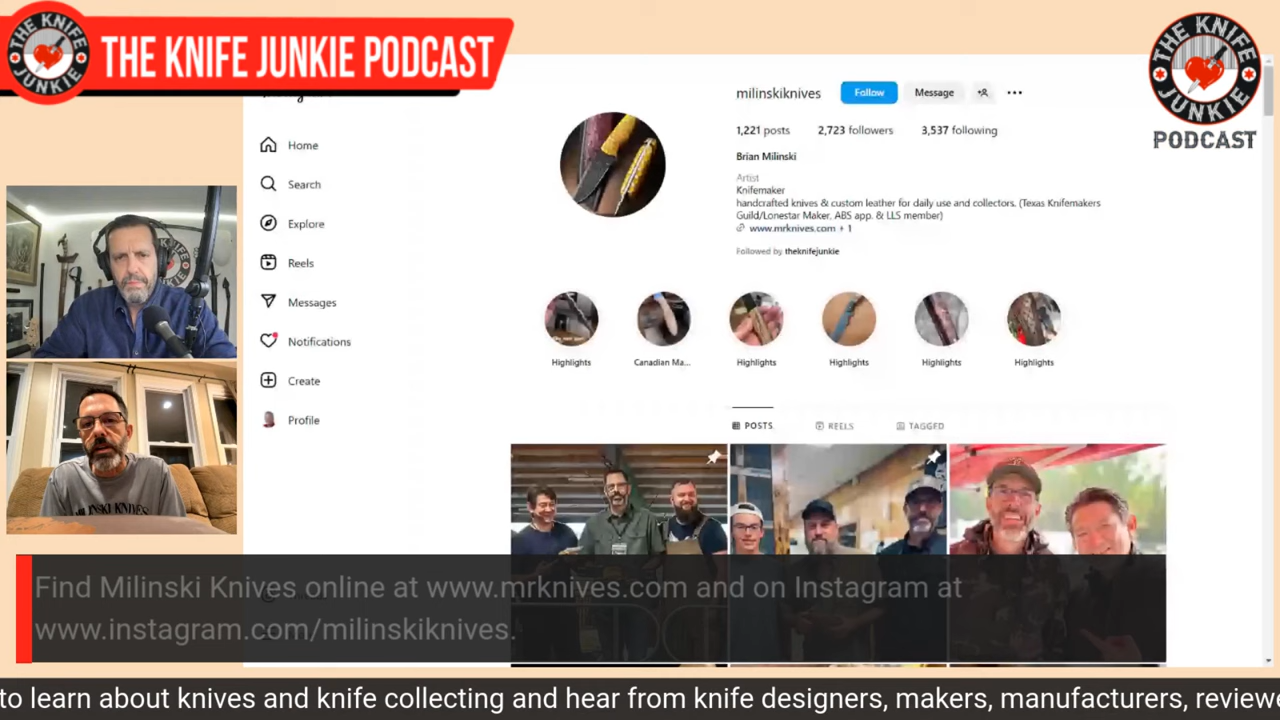 THE KNIFE JUNKIE
THE KNIFE JUNKIE PODCAST
THE KNIFE JUNKIE
PODCAST
milinskiknives Follow Message
1,221 posts 2,723 followers 3,537 following
Brian Milinski
Artist
Knifemaker
handcrafted knives & custom leather for daily use and collectors. (Texas Knifemakers
Guild/Lonestar Maker, ABS app. & LLS member)
www.mrknives.com + 1
Followed by theknifejunkie
Home
Search
Explore
Reels
Messages
Notifications
Create
Profile
Highlights Canadian Ma... Highlights Highlights Highlights Highlights
POSTS REELS TAGGED
Find Milinski Knives online at www.mrknives.com and on Instagram at
www.instagram.com/milinskiknives.
to learn about knives and knife collecting and hear from knife designers, makers, manufacturers,